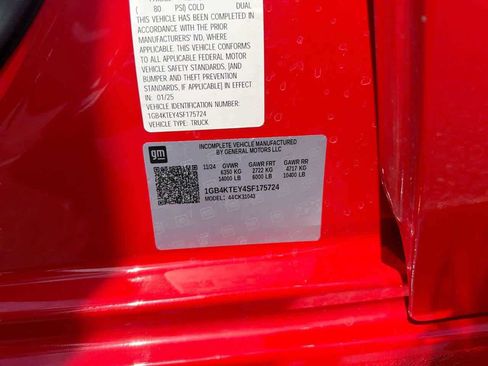 ( 80 PSI) COLD DUAL
THIS VEHICLE HAS BEEN COMPLETED IN
ACCORDANCE WITH THE PRIOR
MANUFACTURERS' IVD, WHERE
APPLICABLE. THIS VEHICLE CONFORMS
TO ALL APPLICABLE FEDERAL MOTOR
VEHICLE SAFETY STANDARDS, [AND
BUMPER AND THEFT PREVENTION
STANDARDS, IF APPLICABLE] IN EFFECT
IN: 01/25
VEHICLE IDENTIFICATION NUMBER:
1GB4KTEY4SF175724
VEHICLE TYPE: TRUCK
gm
INCOMPLETE VEHICLE MANUFACTURED
BY GENERAL MOTORS LLC
11/24 GVWR GAWR FRT GAWR RR
6350 KG 2722 KG 4717 KG
14000 LB 6000 LB 10400 LB
1GB4KTEY4SF175724
MODEL: 44CK31043